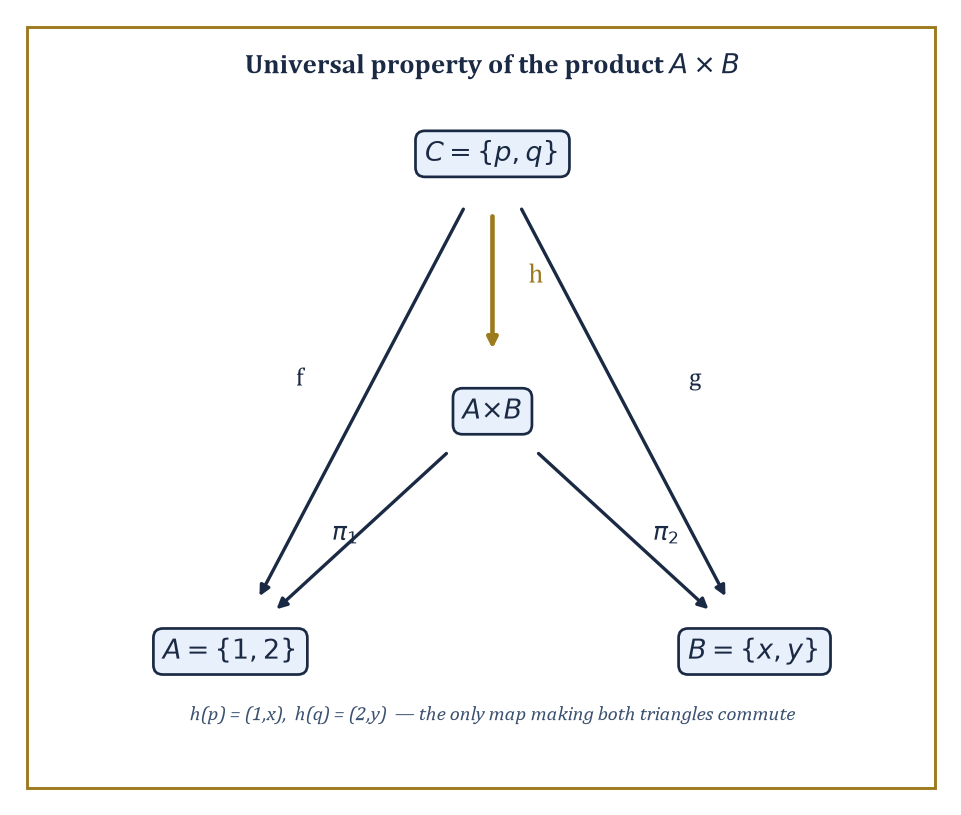 Universal property of the product A × B
C = {p, q}
h
f
g
A×B
π₁
π₂
A = {1, 2}
B = {x, y}
h(p) = (1,x), h(q) = (2,y) — the only map making both triangles commute